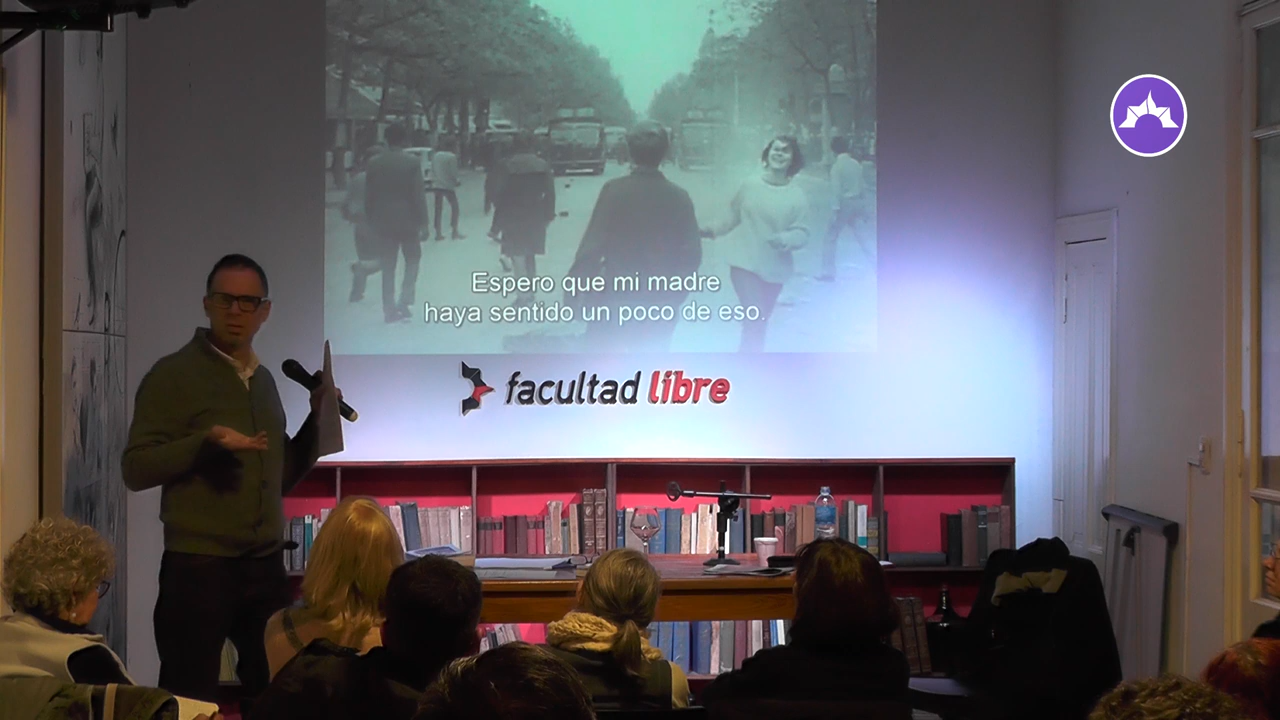 Espero que mi madre
haya sentido un poco de eso.
facultad libre